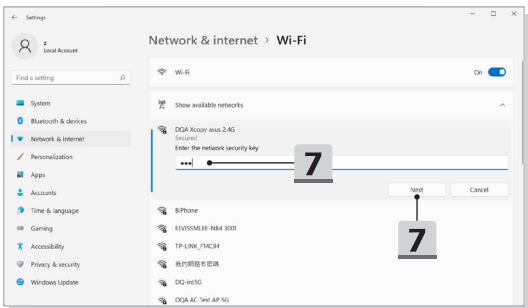 Settings
z
Local Account
Find a setting
System
Bluetooth & devices
Network & internet
Personalization
Apps
Accounts
Time & language
Gaming
Accessibility
Privacy & security
Windows Update
Network & internet > Wi-Fi
Wi-Fi
On
Show available networks
DQA Xcopy asus 2.4G
Secured
Enter the network security key
•••
7
Next
Cancel
7
BiPhone
ELVISSMLEE-NB4 3001
TP-LINK_F14C94
我的網路有密碼
DQ-int5G
DQA AC Test AP 5G